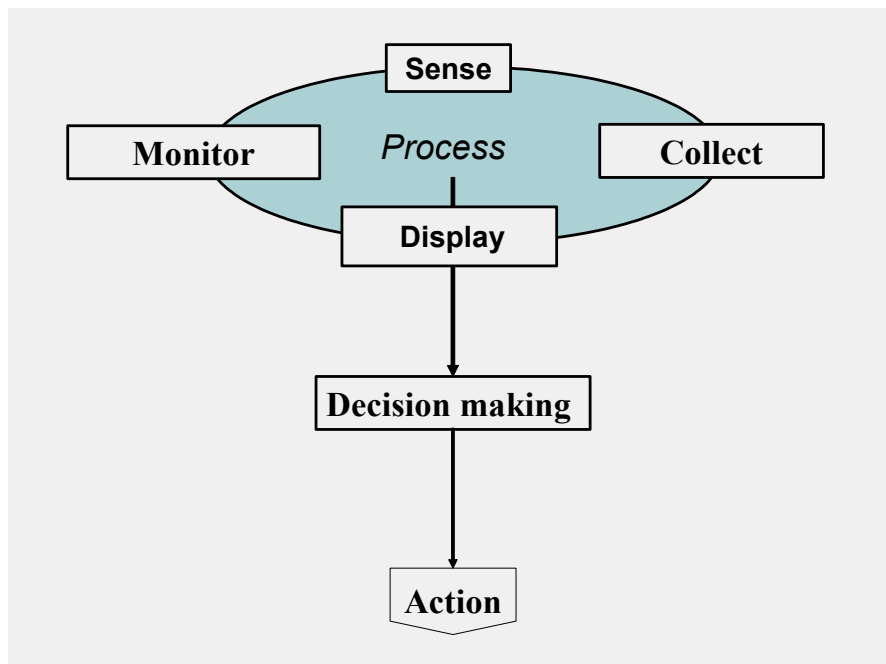 Sense
Monitor
Process
Collect
Display
Decision making
Action